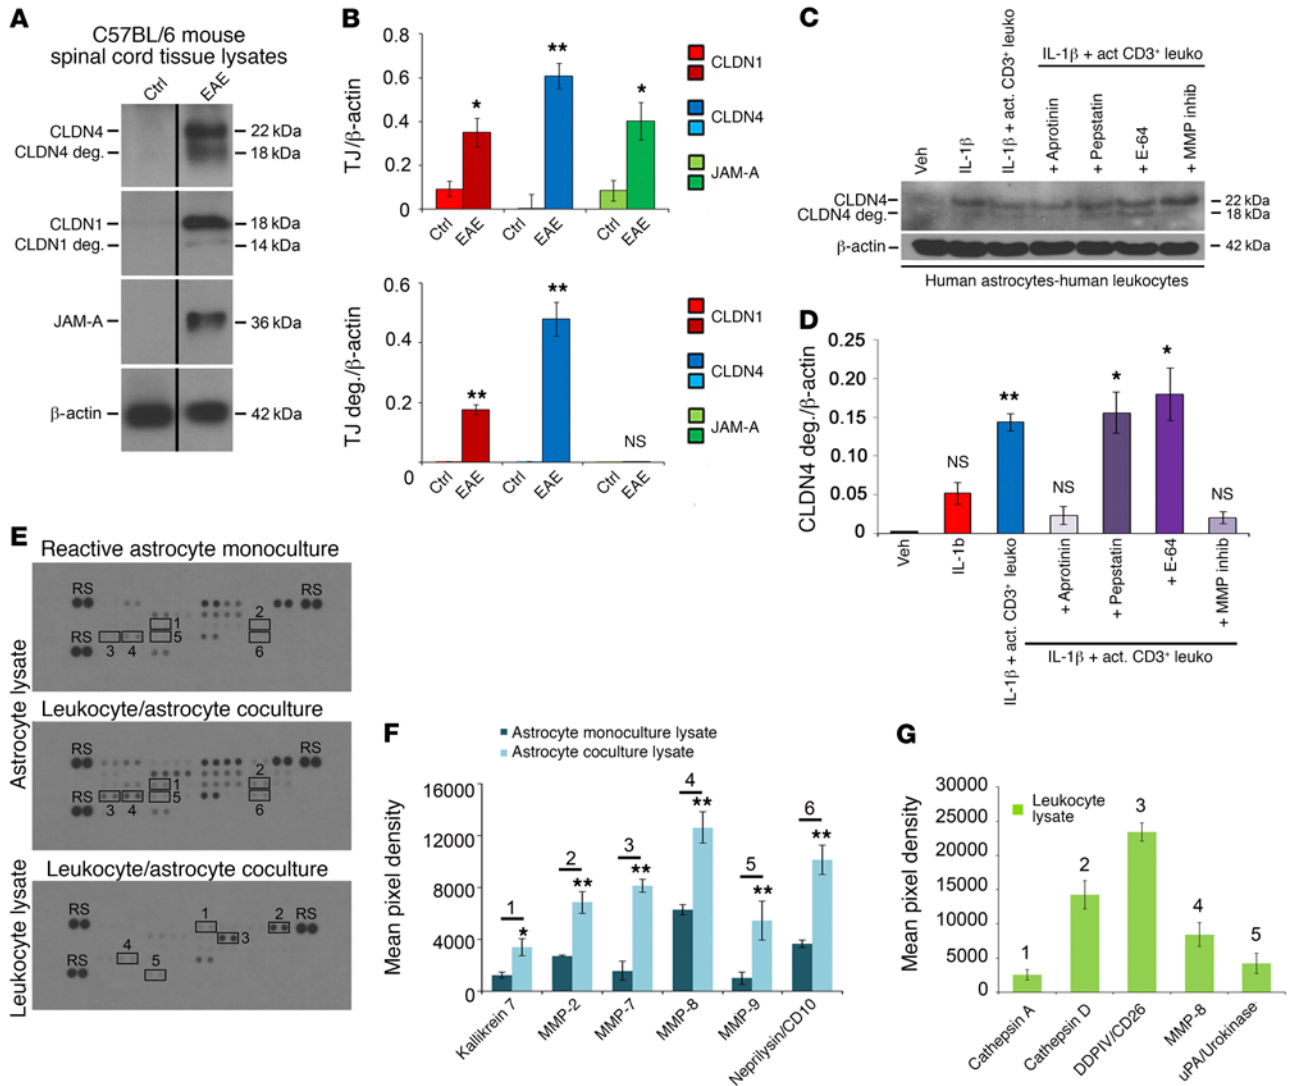 A
C57BL/6 mouse
spinal cord tissue lysates
Ctrl
EAE
CLDN4
22 kDa
CLDN4 deg.
18 kDa
CLDN1
18 kDa
CLDN1 deg.
14 kDa
JAM-A
36 kDa
β-actin
42 kDa
B
TJ/β-actin
0.8
0.6
0.4
0.2
0
*
**
*
Ctrl
EAE
Ctrl
EAE
Ctrl
EAE
CLDN1
CLDN4
JAM-A
TJ deg./β-actin
0.6
0.4
0.2
0
**
**
NS
Ctrl
EAE
Ctrl
EAE
Ctrl
EAE
CLDN1
CLDN4
JAM-A
C
IL-1β + act CD3⁺ leuko
Veh
IL-1β
IL-1β + act. CD3⁺ leuko
+ Aprotinin
+ Pepstatin
+ E-64
+ MMP inhib
CLDN4
22 kDa
CLDN4 deg.
18 kDa
β-actin
42 kDa
Human astrocytes-human leukocytes
D
CLDN4 deg./β-actin
0.25
0.20
0.15
0.10
0.05
0
NS
**
NS
*
*
NS
Veh
IL-1b
IL-1β + act. CD3⁺ leuko
+ Aprotinin
+ Pepstatin
+ E-64
+ MMP inhib
IL-1β + act. CD3⁺ leuko
E
Reactive astrocyte monoculture
RS
RS
1
2
RS
5
3
4
6
Astrocyte lysate
Leukocyte/astrocyte coculture
RS
RS
2
1
RS
5
3
4
6
Leukocyte/astrocyte coculture
Leukocyte lysate
RS
1
2
RS
3
4
RS
5
F
Astrocyte monoculture lysate
Astrocyte coculture lysate
Mean pixel density
16000
12000
8000
4000
0
1
*
2
**
3
**
4
**
5
**
6
**
Kallikrein 7
MMP-2
MMP-7
MMP-8
MMP-9
Neprilysin/CD10
G
Leukocyte
lysate
Mean pixel density
30000
25000
20000
15000
10000
5000
0
1
2
3
4
5
Cathepsin A
Cathepsin D
DDPIV/CD26
MMP-8
uPA/Urokinase